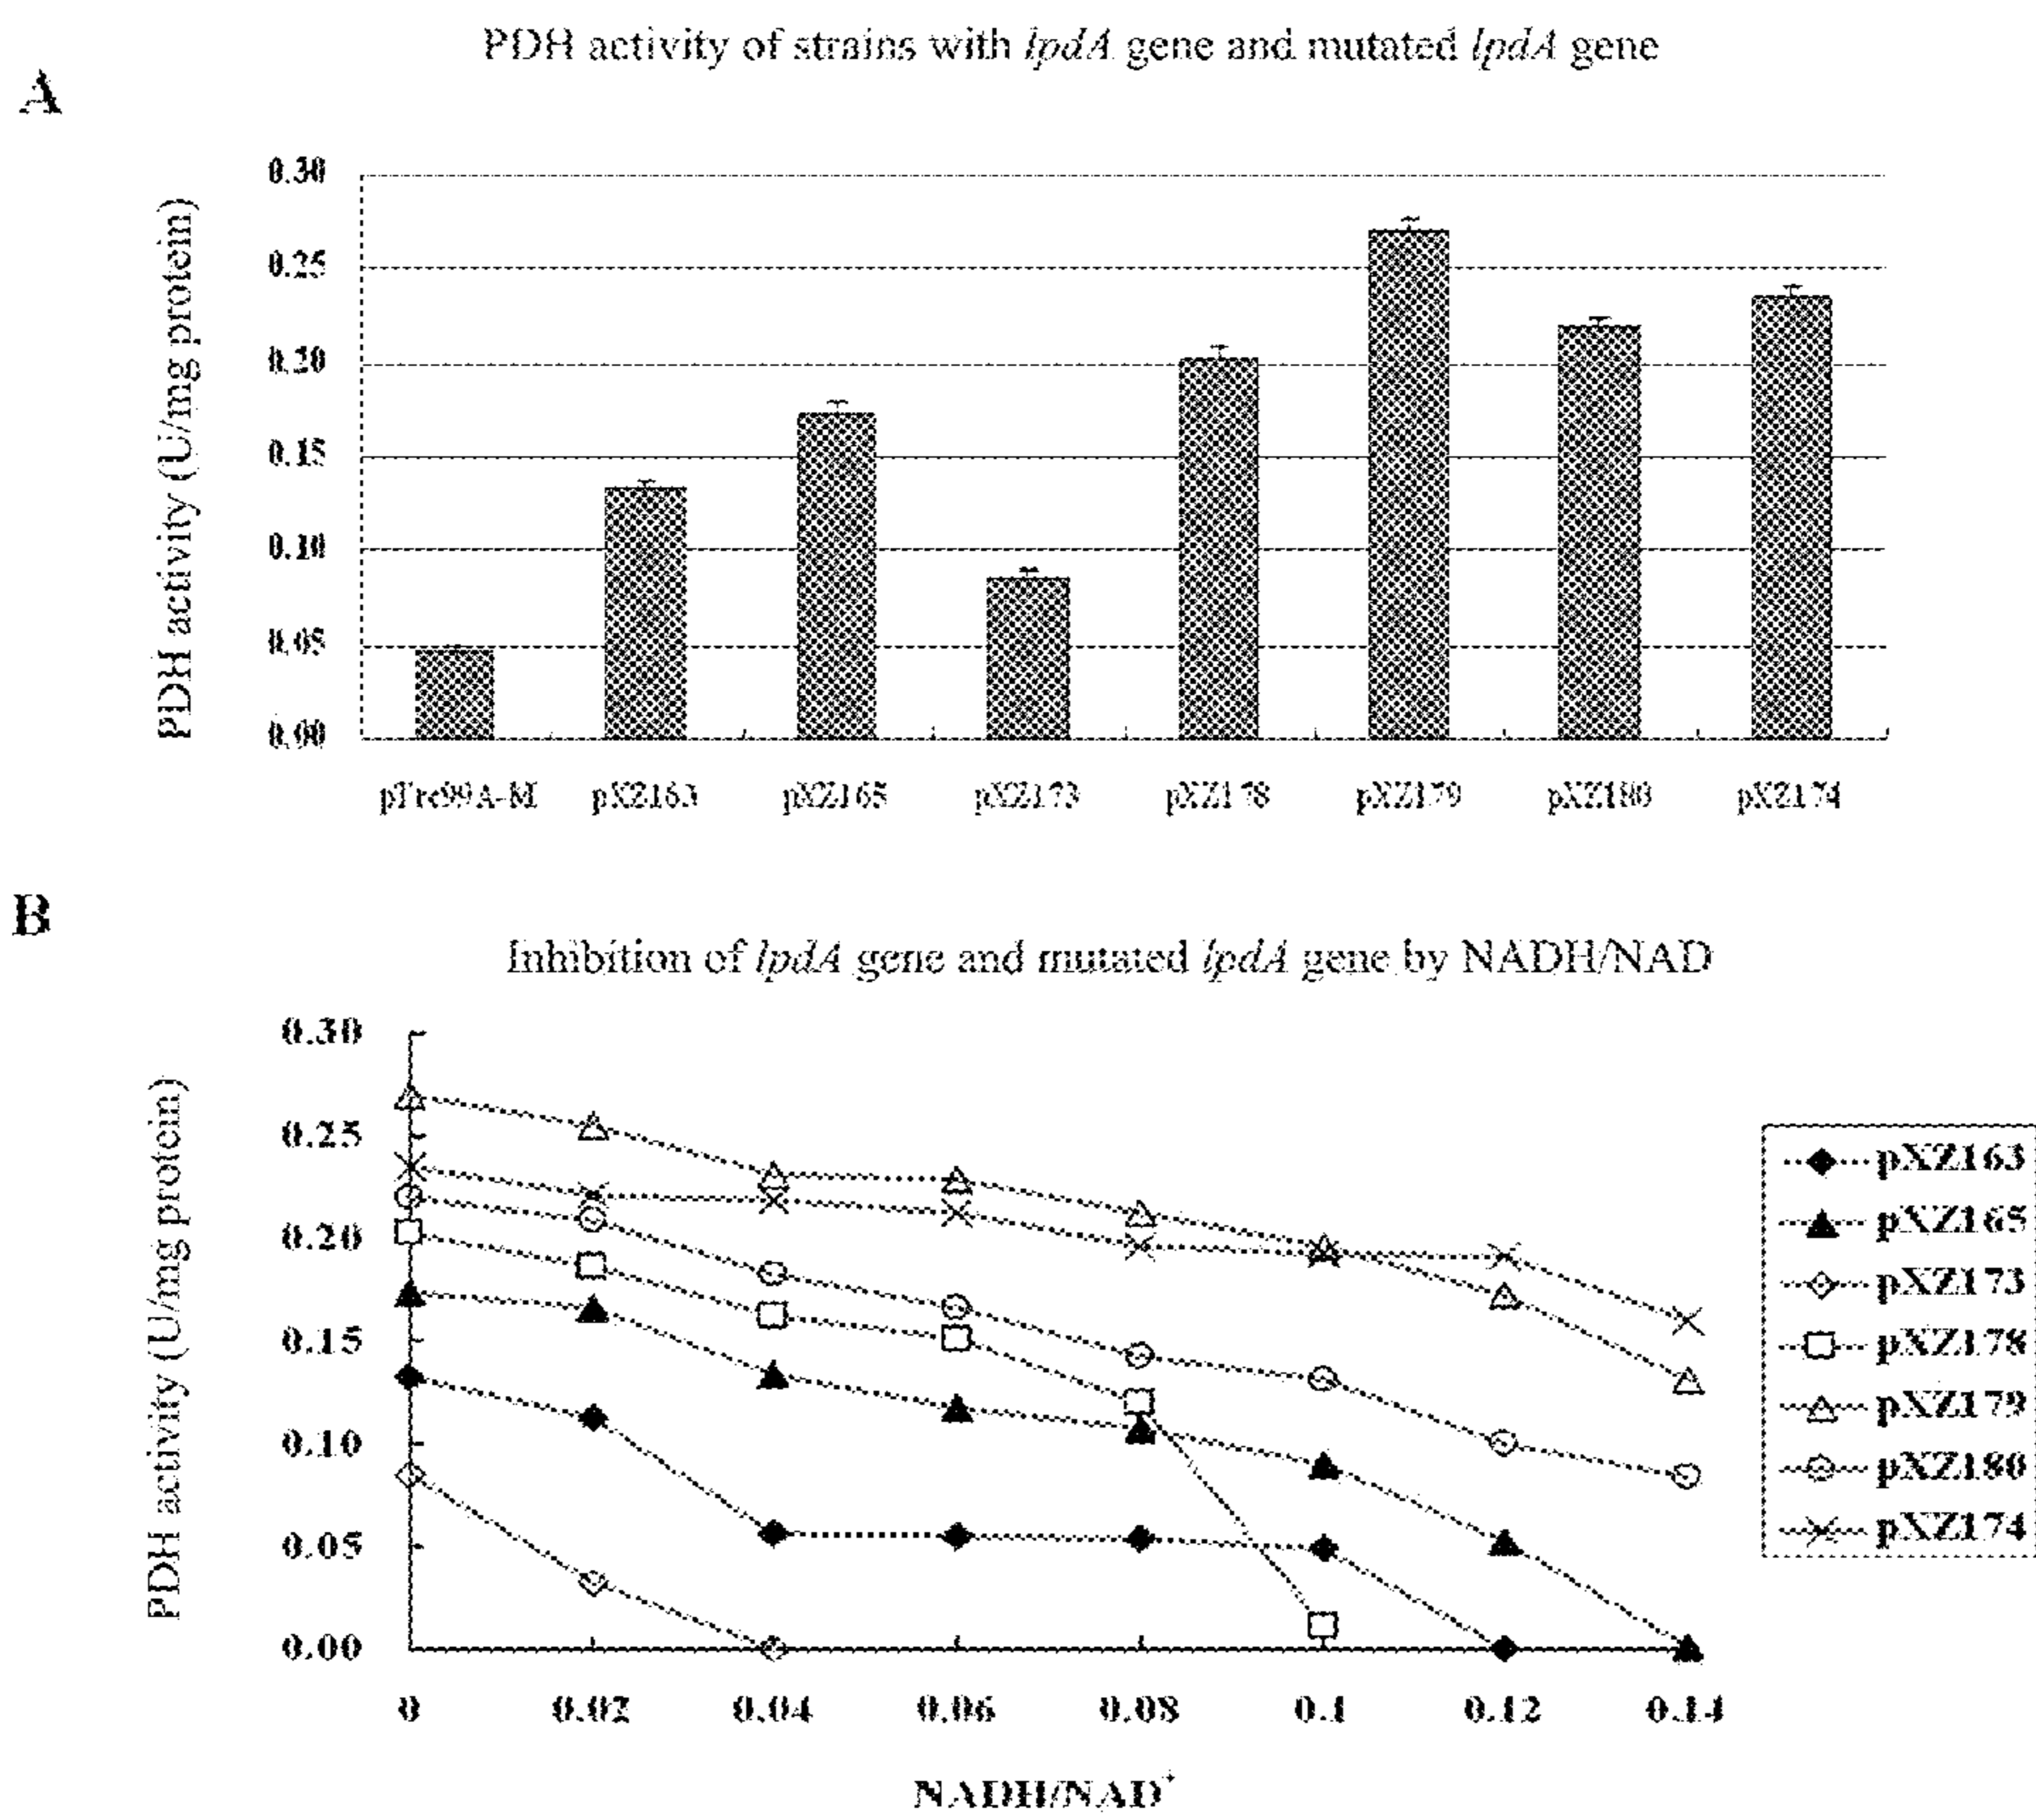 PDH activity of strains with lpdA gene and mutated lpdA gene
A
PDH activity (U/mg protein)
0.30
0.25
0.20
0.15
0.10
0.05
0.00
pTrc99A-M pXZ163 pXZ165 pXZ173 pXZ178 pXZ179 pXZ180 pXZ174
B
Inhibition of lpdA gene and mutated lpdA gene by NADH/NAD
PDH activity (U/mg protein)
0.30
0.25
0.20
0.15
0.10
0.05
0.00
0 0.02 0.04 0.06 0.08 0.1 0.12 0.14
NADH/NAD+
pXZ163
pXZ165
pXZ173
pXZ178
pXZ179
pXZ180
pXZ174